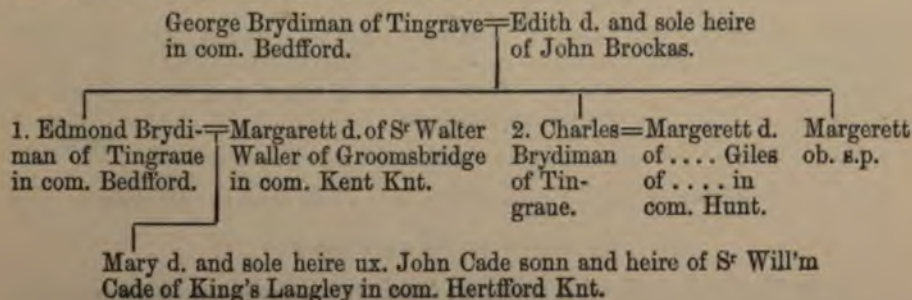 George Brydiman of Tingrave=Edith d. and sole heire
in com. Bedfford. of John Brockas.
1. Edmond Brydi-=Margarett d. of Sʳ Walter
man of Tingraue Waller of Groomsbridge
in com. Bedfford. in com. Kent Knt.
2. Charles=Margerett d.
Brydiman of .... Giles
of Tin- of .... in
graue. com. Hunt.
Margerett
ob. s.p.
Mary d. and sole heire ux. John Cade sonn and heire of Sʳ Will'm
Cade of King's Langley in com. Hertfford Knt.